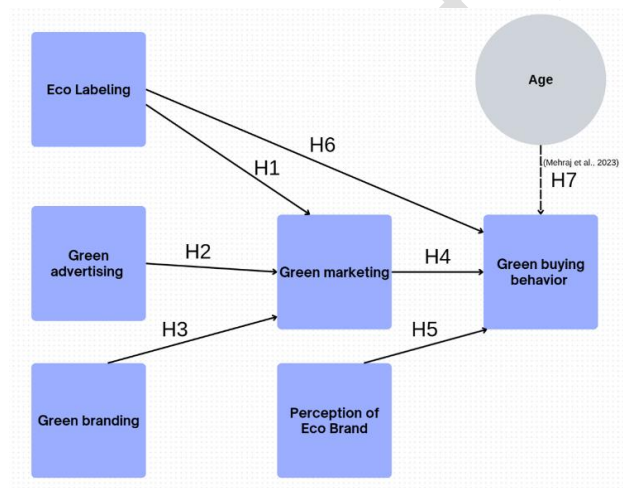 Eco Labeling
Age
H6
(Mehraj et al., 2023)
H1
H7
Green
advertising
H2
Green marketing
H4
Green buying
behavior
H3
H5
Green branding
Perception of
Eco Brand